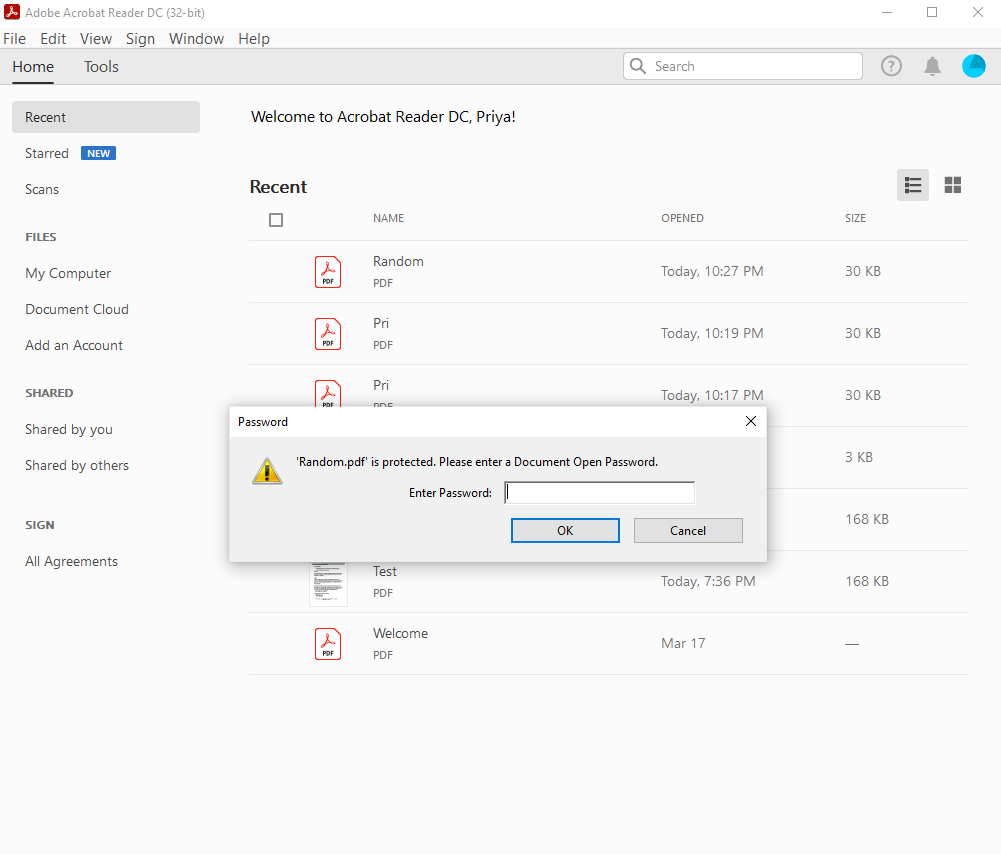 Adobe Acrobat Reader DC (32-bit)
File Edit View Sign Window Help
Home Tools Search
Recent
Starred NEW
Scans
FILES
My Computer
Document Cloud
Add an Account
SHARED
Shared by you
Shared by others
SIGN
All Agreements
Welcome to Acrobat Reader DC, Priya!
Recent
NAME OPENED SIZE
Random Today, 10:27 PM 30 KB
PDF
Pri Today, 10:19 PM 30 KB
PDF
Pri Today, 10:17 PM 30 KB
PDF
3 KB
168 KB
Password
'Random.pdf' is protected. Please enter a Document Open Password.
Enter Password:
OK Cancel
Test Today, 7:36 PM 168 KB
PDF
Welcome Mar 17 —
PDF